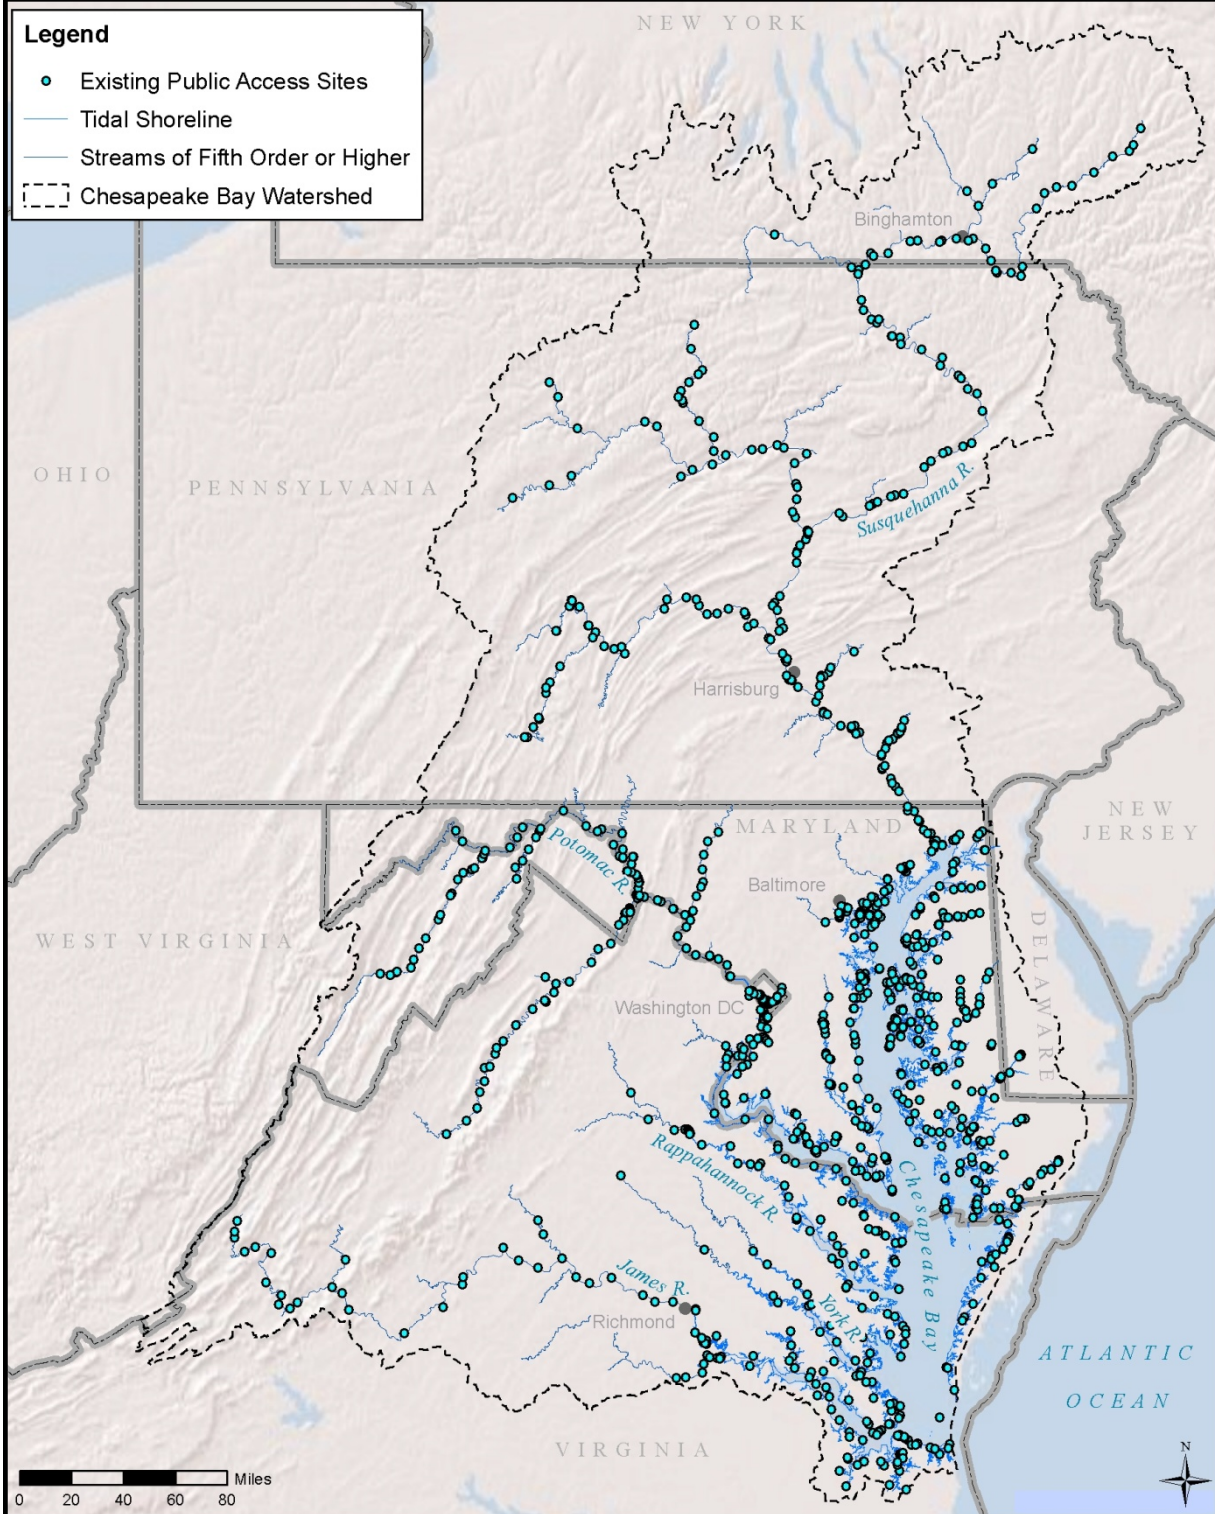 Legend
Existing Public Access Sites
Tidal Shoreline
Streams of Fifth Order or Higher
Chesapeake Bay Watershed
NEW YORK
Binghamton
OHIO
PENNSYLVANIA
Susquehanna R.
Harrisburg
NEW
JERSEY
MARYLAND
Potomac R.
Baltimore
WEST VIRGINIA
DELAWARE
Washington DC
Rappahannock R.
Chesapeake Bay
James R.
York R.
Richmond
ATLANTIC
OCEAN
VIRGINIA
N
Miles
0 20 40 60 80